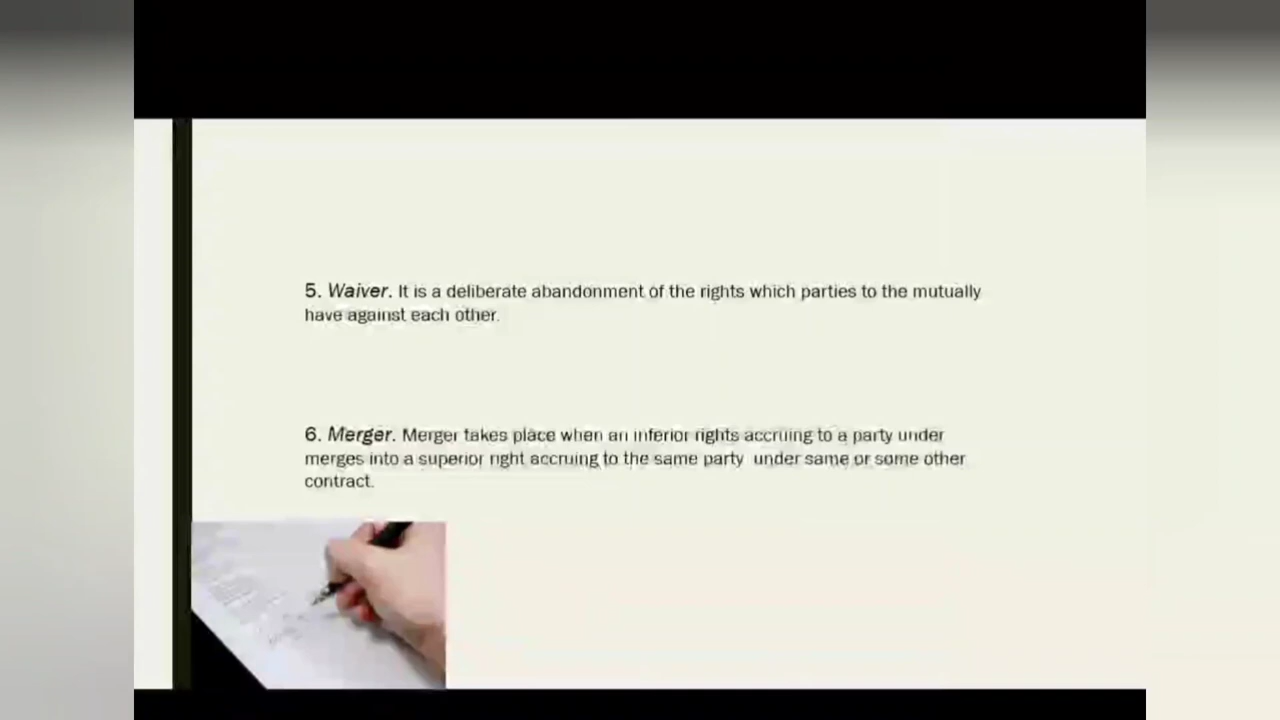 5. Waiver. It is a deliberate abandonment of the rights which parties to the mutually
have against each other.
6. Merger. Merger takes place when an inferior rights accruing to a party under
merges into a superior right accruing to the same party under same or some other
contract.